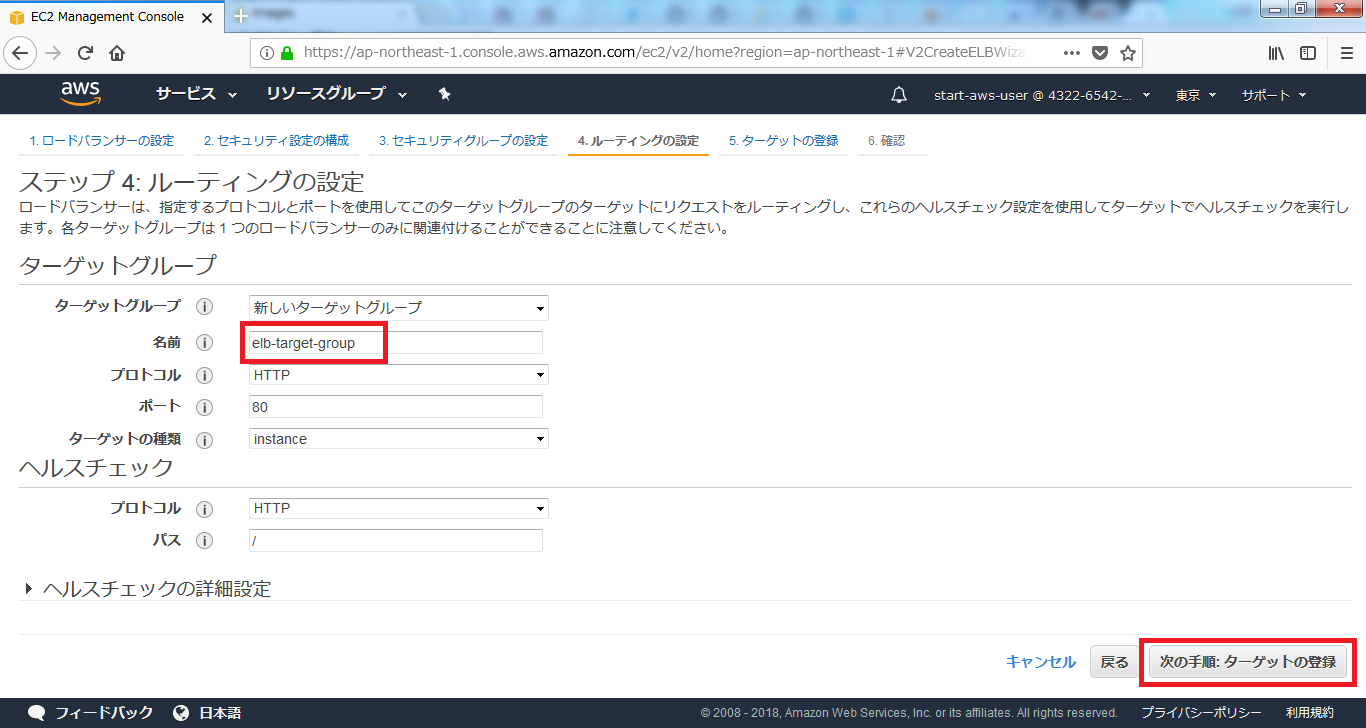 EC2 Management Console
https://ap-northeast-1.console.aws.amazon.com/ec2/v2/home?region=ap-northeast-1#V2CreateELBWiza
aws サービス リソースグループ start-aws-user @ 4322-6542-... 東京 サポート
1. ロードバランサーの設定 2. セキュリティ設定の構成 3. セキュリティグループの設定 4. ルーティングの設定 5. ターゲットの登録 6. 確認
ステップ 4: ルーティングの設定
ロードバランサーは、指定するプロトコルとポートを使用してこのターゲットグループのターゲットにリクエストをルーティングし、これらのヘルスチェック設定を使用してターゲットでヘルスチェックを実行し
ます。各ターゲットグループは 1 つのロードバランサーのみに関連付けることができることに注意してください。
ターゲットグループ
ターゲットグループ 新しいターゲットグループ
名前 elb-target-group
プロトコル HTTP
ポート 80
ターゲットの種類 instance
ヘルスチェック
プロトコル HTTP
パス /
ヘルスチェックの詳細設定
キャンセル 戻る 次の手順: ターゲットの登録
フィードバック 日本語 © 2008 - 2018, Amazon Web Services, Inc. or its affiliates. All rights reserved. プライバシーポリシー 利用規約